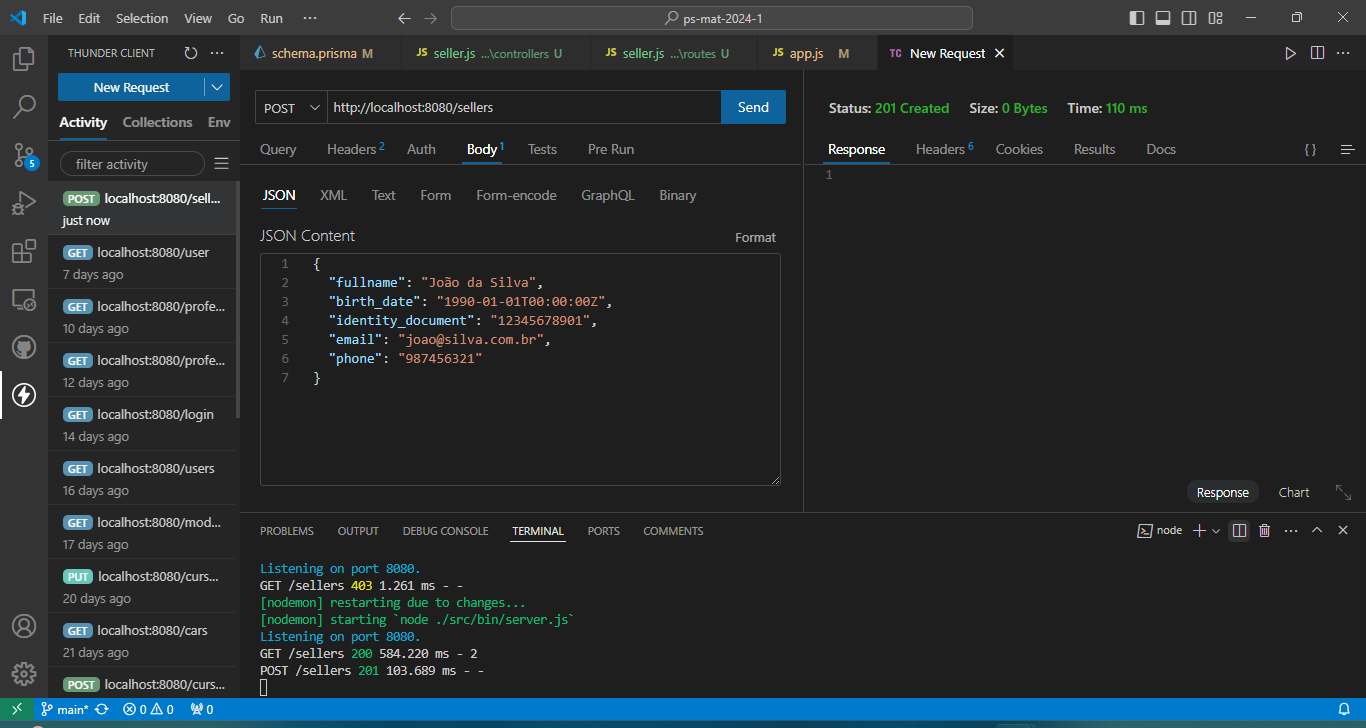 File Edit Selection View Go Run ···
ps-mat-2024-1
THUNDER CLIENT
New Request
Activity Collections Env
filter activity
POST localhost:8080/sell...
just now
GET localhost:8080/user
7 days ago
GET localhost:8080/profe...
10 days ago
GET localhost:8080/profe...
12 days ago
GET localhost:8080/login
14 days ago
GET localhost:8080/users
16 days ago
GET localhost:8080/mod...
17 days ago
PUT localhost:8080/curs...
20 days ago
GET localhost:8080/cars
21 days ago
POST localhost:8080/curs...
5
schema.prisma M
JS seller.js ...\controllers U
JS seller.js ...\routes U
JS app.js M
TC New Request
POST http://localhost:8080/sellers Send
Query Headers 2 Auth Body 1 Tests Pre Run
JSON XML Text Form Form-encode GraphQL Binary
JSON Content Format
1 {
2 "fullname": "João da Silva",
3 "birth_date": "1990-01-01T00:00:00Z",
4 "identity_document": "12345678901",
5 "email": "joao@silva.com.br",
6 "phone": "987456321"
7 }
Status: 201 Created Size: 0 Bytes Time: 110 ms
Response Headers 6 Cookies Results Docs { }
1
Response Chart
PROBLEMS OUTPUT DEBUG CONSOLE TERMINAL PORTS COMMENTS
node
Listening on port 8080.
GET /sellers 403 1.261 ms - -
[nodemon] restarting due to changes...
[nodemon] starting `node ./src/bin/server.js`
Listening on port 8080.
GET /sellers 200 584.220 ms - 2
POST /sellers 201 103.689 ms - -
main* 0 0 0